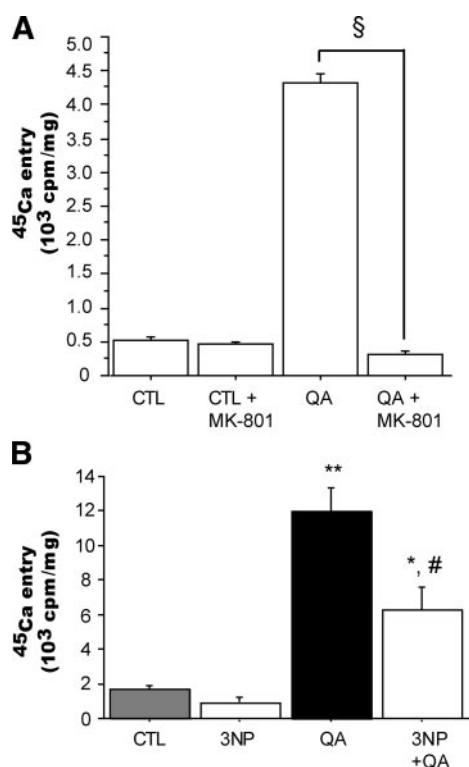 A
§
⁴⁵Ca entry
(10³ cpm/mg)
5.0
4.5
4.0
3.5
3.0
2.5
2.0
1.5
1.0
0.5
0
CTL
CTL +
MK-801
QA
QA +
MK-801
B
⁴⁵Ca entry
(10³ cpm/mg)
14
12
10
8
6
4
2
0
**
*, #
CTL
3NP
QA
3NP
+QA